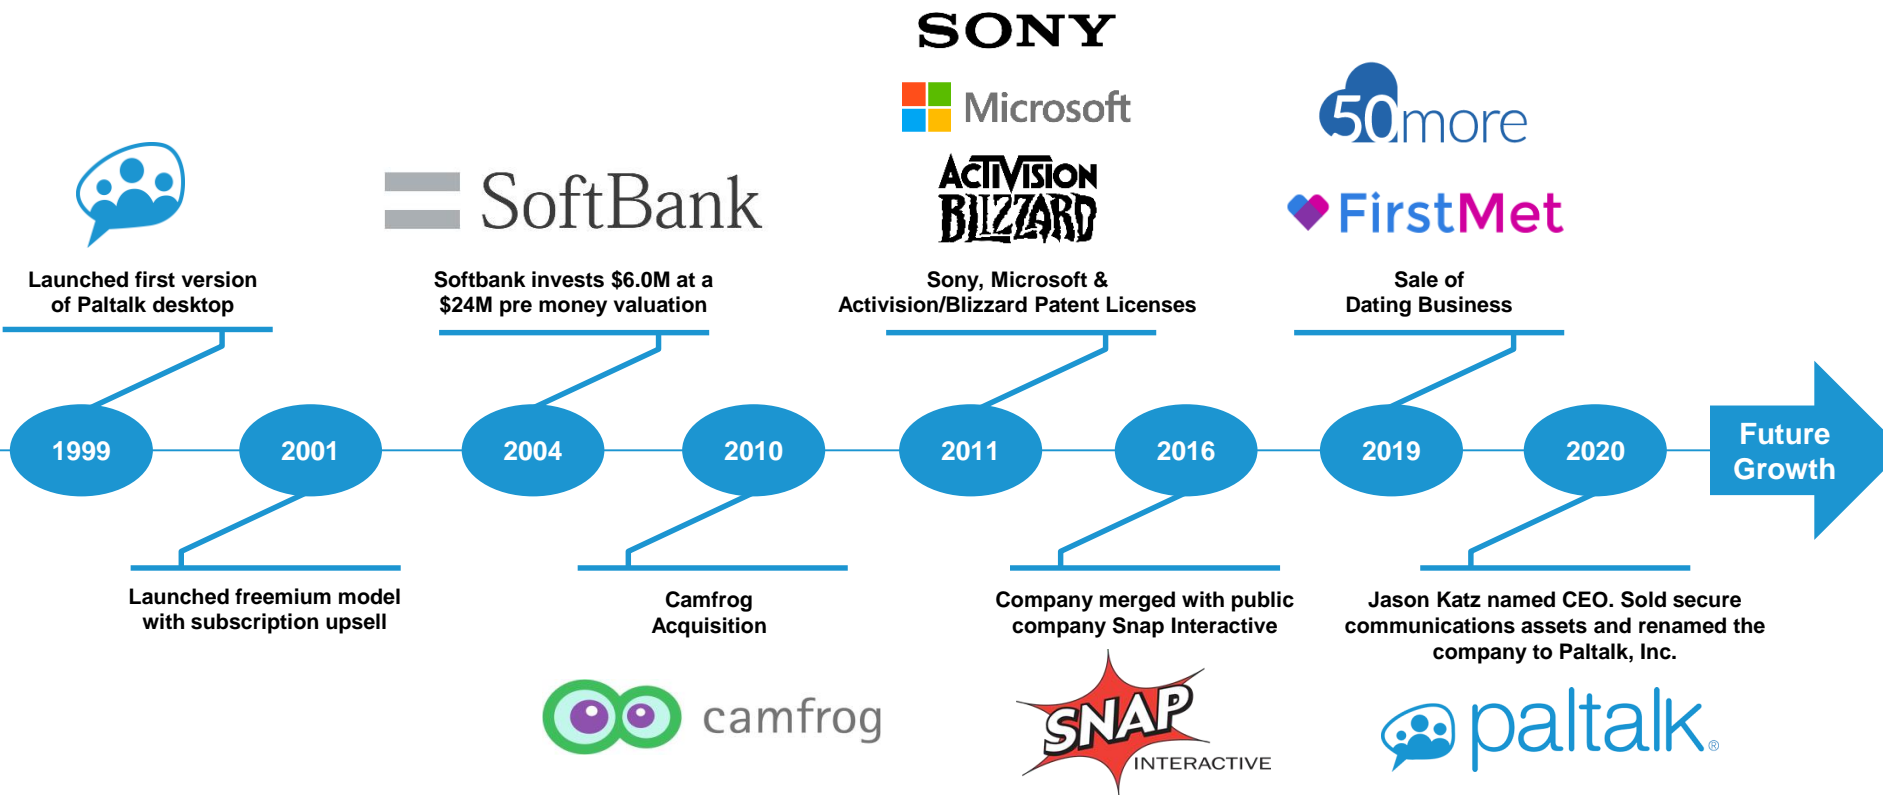 SONY
Microsoft
ACTIVISION
BLIZZARD
50more
SoftBank
FirstMet
Launched first version
of Paltalk desktop
Softbank invests $6.0M at a
$24M pre money valuation
Sony, Microsoft &
Activision/Blizzard Patent Licenses
Sale of
Dating Business
1999
2001
2004
2010
2011
2016
2019
2020
Future
Growth
Launched freemium model
with subscription upsell
Camfrog
Acquisition
Company merged with public
company Snap Interactive
Jason Katz named CEO. Sold secure
communications assets and renamed the
company to Paltalk, Inc.
camfrog
SNAP
INTERACTIVE
paltalk®